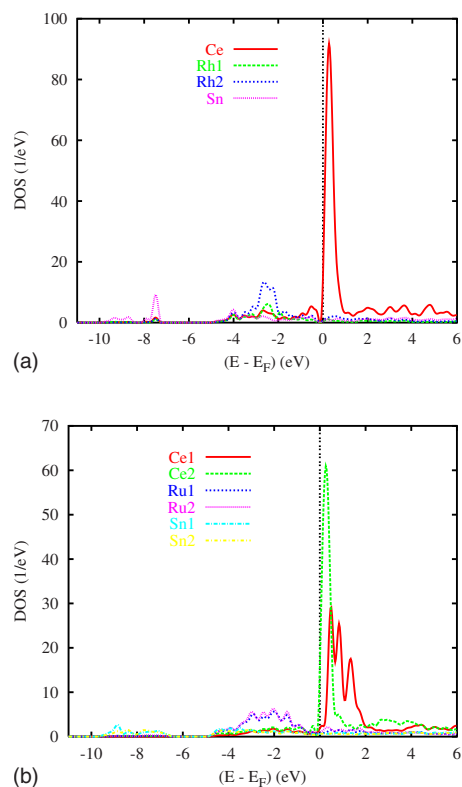 100
80
60
40
20
0
DOS (1/eV)
Ce
Rh1
Rh2
Sn
-10 -8 -6 -4 -2 0 2 4 6
(E - E_F) (eV)
(a)
70
60
50
40
30
20
10
0
DOS (1/eV)
Ce1
Ce2
Ru1
Ru2
Sn1
Sn2
-10 -8 -6 -4 -2 0 2 4 6
(E - E_F) (eV)
(b)